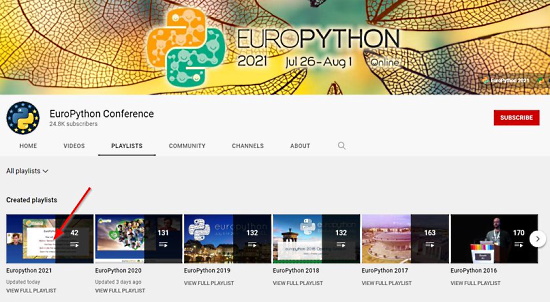 EUROPYTHON
2021 Jul 26-Aug 1 Online
EuroPython 2021
EuroPython Conference
24.8K subscribers
SUBSCRIBE
HOME VIDEOS PLAYLISTS COMMUNITY CHANNELS ABOUT
All playlists
Created playlists
42 131 132 132 163 170
Europython 2021 EuroPython 2020 EuroPython 2019 EuroPython 2018 EuroPython 2017 EuroPython 2016
Updated today Updated 3 days ago VIEW FULL PLAYLIST VIEW FULL PLAYLIST VIEW FULL PLAYLIST VIEW FULL PLAYLIST
VIEW FULL PLAYLIST VIEW FULL PLAYLIST